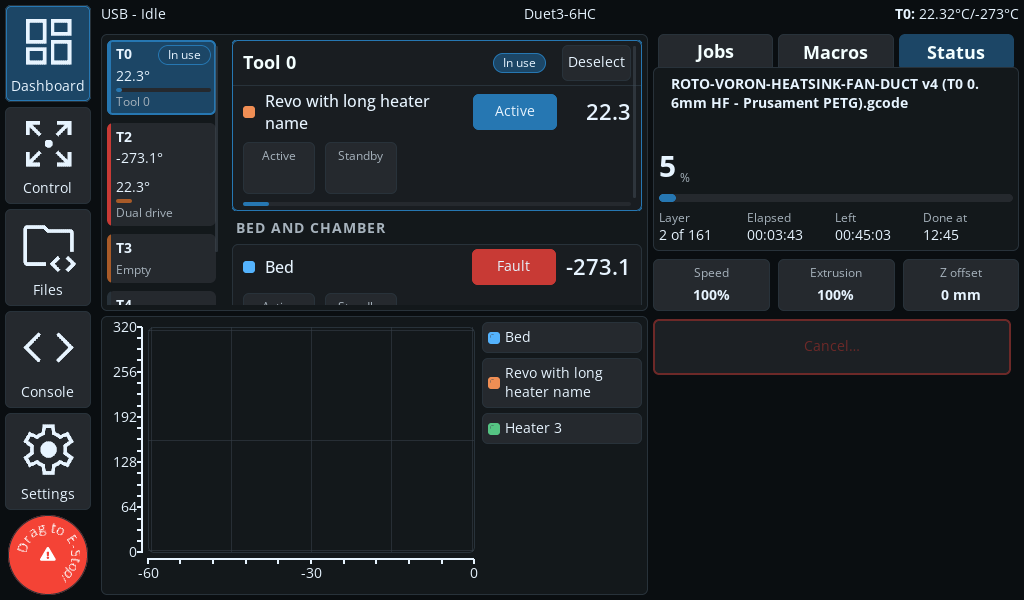 USB - Idle
Duet3-6HC
T0: 22.32°C/-273°C
Dashboard
Control
Files
Console
Settings
Drag to E-Stop!
T0
In use
22.3°
Tool 0
T2
-273.1°
22.3°
Dual drive
T3
Empty
T4
Tool 0
In use
Deselect
Revo with long heater
name
Active
22.3
Active
Standby
BED AND CHAMBER
Bed
Fault
-273.1
320
256
192
128
64
0
-60
-30
0
Bed
Revo with long
heater name
Heater 3
Jobs
Macros
Status
ROTO-VORON-HEATSINK-FAN-DUCT v4 (T0 0.
6mm HF - Prusament PETG).gcode
5 %
Layer
Elapsed
Left
Done at
2 of 161
00:03:43
00:45:03
12:45
Speed
100%
Extrusion
100%
Z offset
0 mm
Cancel...